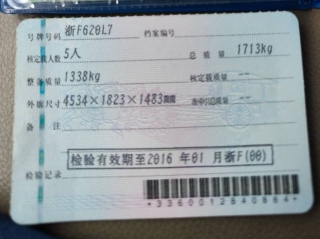 号牌号码 浙F620L7 档案编号
核定载人数 5人 总质量 1713kg
整备质量 1338kg 核定载质量 --
外廓尺寸 4534×1823×1483mm 准牵引总质量 --
备注
检验有效期至2016 年01 月浙F(00)
检验记录
*3360012840884*